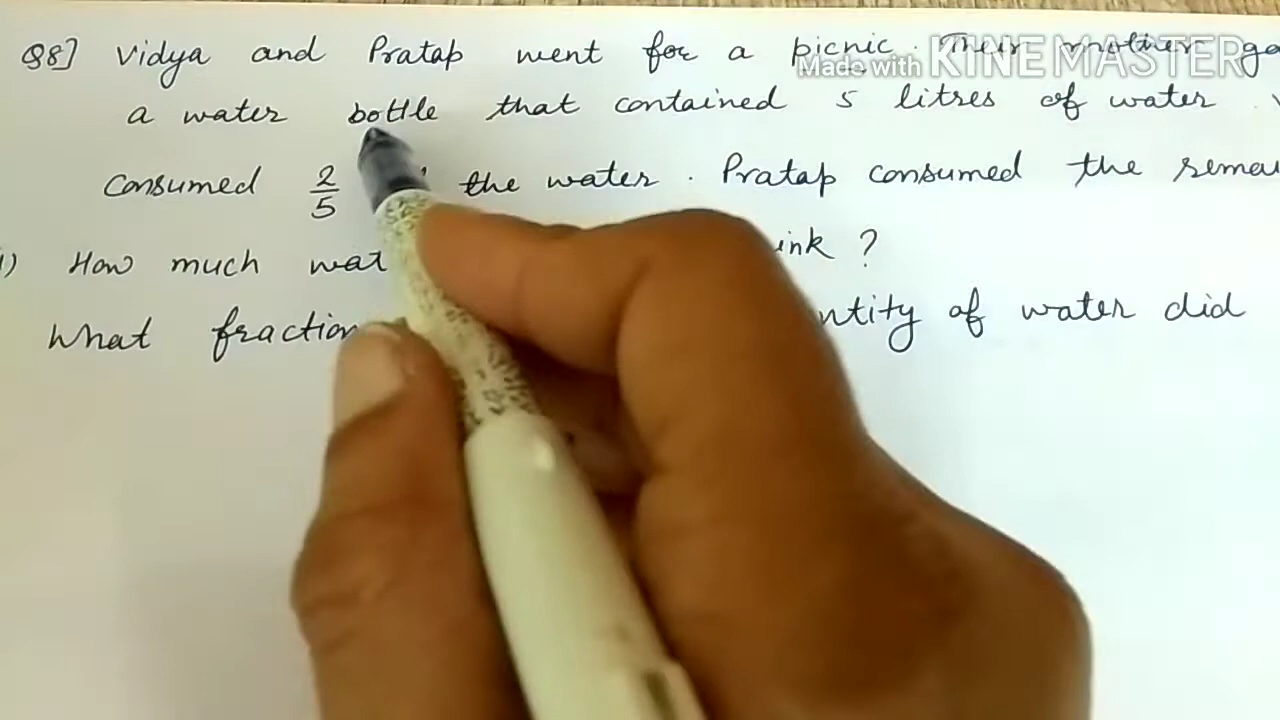 Q8] Vidya and Pratap went for a picnic. Their mother ga
Made with KINEMASTER
a water bottle that contained 5 litres of water.
Consumed 2/5 the water. Pratap consumed the remai
1) How much wat ink?
What fraction ntity of water did